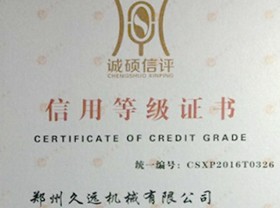 诚硕信评
CHENGSHUO XINPING
信用等级证书
CERTIFICATE OF CREDIT GRADE
统一编号：CSXP2016T0326
郑州久远机械有限公司